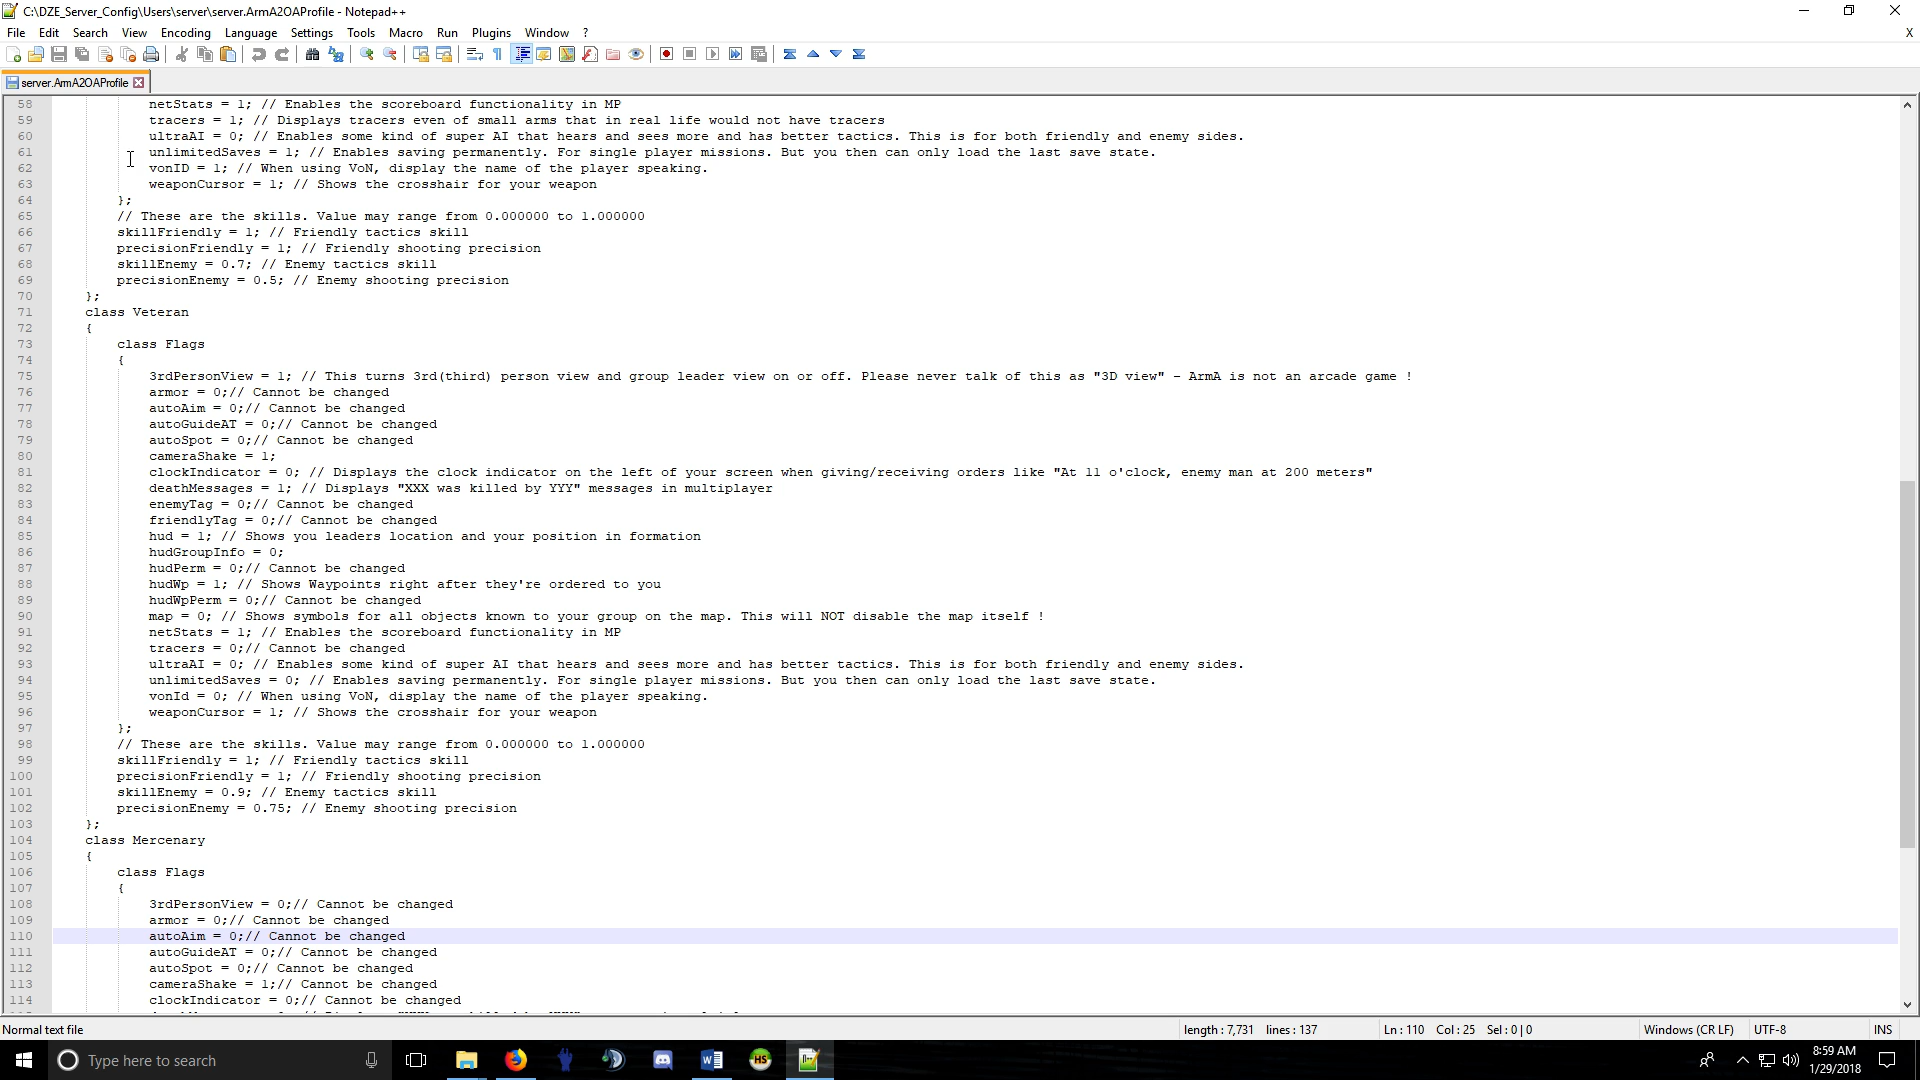 C:\DZE_Server_Config\Users\server\server.ArmA2OAProfile - Notepad++
File Edit Search View Encoding Language Settings Tools Macro Run Plugins Window ? X
server.ArmA2OAProfile
58 netStats = 1; // Enables the scoreboard functionality in MP
59 tracers = 1; // Displays tracers even of small arms that in real life would not have tracers
60 ultraAI = 0; // Enables some kind of super AI that hears and sees more and has better tactics. This is for both friendly and enemy sides.
61 unlimitedSaves = 1; // Enables saving permanently. For single player missions. But you then can only load the last save state.
62 vonID = 1; // When using VoN, display the name of the player speaking.
63 weaponCursor = 1; // Shows the crosshair for your weapon
64 };
65 // These are the skills. Value may range from 0.000000 to 1.000000
66 skillFriendly = 1; // Friendly tactics skill
67 precisionFriendly = 1; // Friendly shooting precision
68 skillEnemy = 0.7; // Enemy tactics skill
69 precisionEnemy = 0.5; // Enemy shooting precision
70 };
71 class Veteran
72 {
73 class Flags
74 {
75 3rdPersonView = 1; // This turns 3rd(third) person view and group leader view on or off. Please never talk of this as "3D view" - ArmA is not an arcade game !
76 armor = 0;// Cannot be changed
77 autoAim = 0;// Cannot be changed
78 autoGuideAT = 0;// Cannot be changed
79 autoSpot = 0;// Cannot be changed
80 cameraShake = 1;
81 clockIndicator = 0; // Displays the clock indicator on the left of your screen when giving/receiving orders like "At 11 o'clock, enemy man at 200 meters"
82 deathMessages = 1; // Displays "XXX was killed by YYY" messages in multiplayer
83 enemyTag = 0;// Cannot be changed
84 friendlyTag = 0;// Cannot be changed
85 hud = 1; // Shows you leaders location and your position in formation
86 hudGroupInfo = 0;
87 hudPerm = 0;// Cannot be changed
88 hudWp = 1; // Shows Waypoints right after they're ordered to you
89 hudWpPerm = 0;// Cannot be changed
90 map = 0; // Shows symbols for all objects known to your group on the map. This will NOT disable the map itself !
91 netStats = 1; // Enables the scoreboard functionality in MP
92 tracers = 0;// Cannot be changed
93 ultraAI = 0; // Enables some kind of super AI that hears and sees more and has better tactics. This is for both friendly and enemy sides.
94 unlimitedSaves = 0; // Enables saving permanently. For single player missions. But you then can only load the last save state.
95 vonId = 0; // When using VoN, display the name of the player speaking.
96 weaponCursor = 1; // Shows the crosshair for your weapon
97 };
98 // These are the skills. Value may range from 0.000000 to 1.000000
99 skillFriendly = 1; // Friendly tactics skill
100 precisionFriendly = 1; // Friendly shooting precision
101 skillEnemy = 0.9; // Enemy tactics skill
102 precisionEnemy = 0.75; // Enemy shooting precision
103 };
104 class Mercenary
105 {
106 class Flags
107 {
108 3rdPersonView = 0;// Cannot be changed
109 armor = 0;// Cannot be changed
110 autoAim = 0;// Cannot be changed
111 autoGuideAT = 0;// Cannot be changed
112 autoSpot = 0;// Cannot be changed
113 cameraShake = 1;// Cannot be changed
114 clockIndicator = 0;// Cannot be changed
Normal text file length : 7,731 lines : 137 Ln : 110 Col : 25 Sel : 0 | 0 Windows (CR LF) UTF-8 INS
Type here to search
HS
8:59 AM
1/29/2018